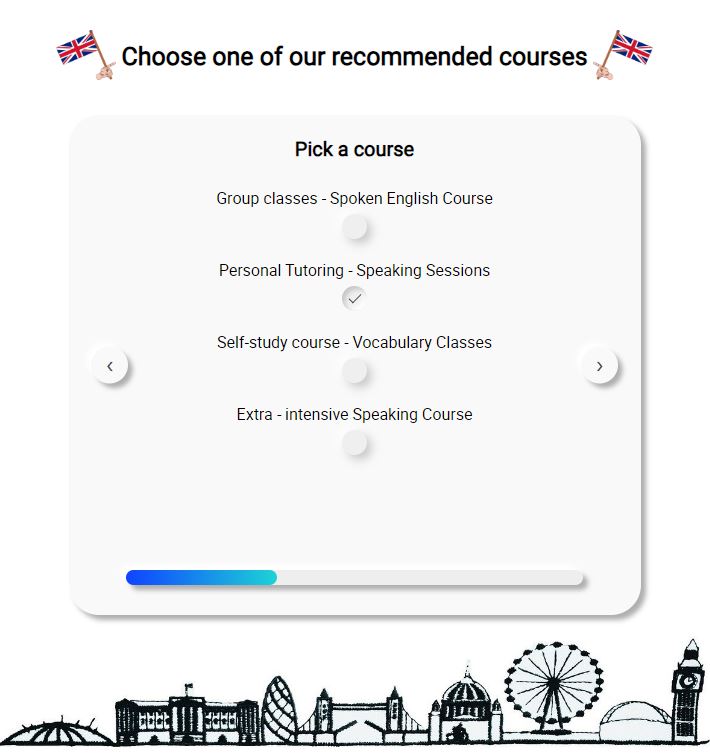 Choose one of our recommended courses
Pick a course
Group classes - Spoken English Course
Personal Tutoring - Speaking Sessions
Self-study course - Vocabulary Classes
Extra - intensive Speaking Course
‹ ›